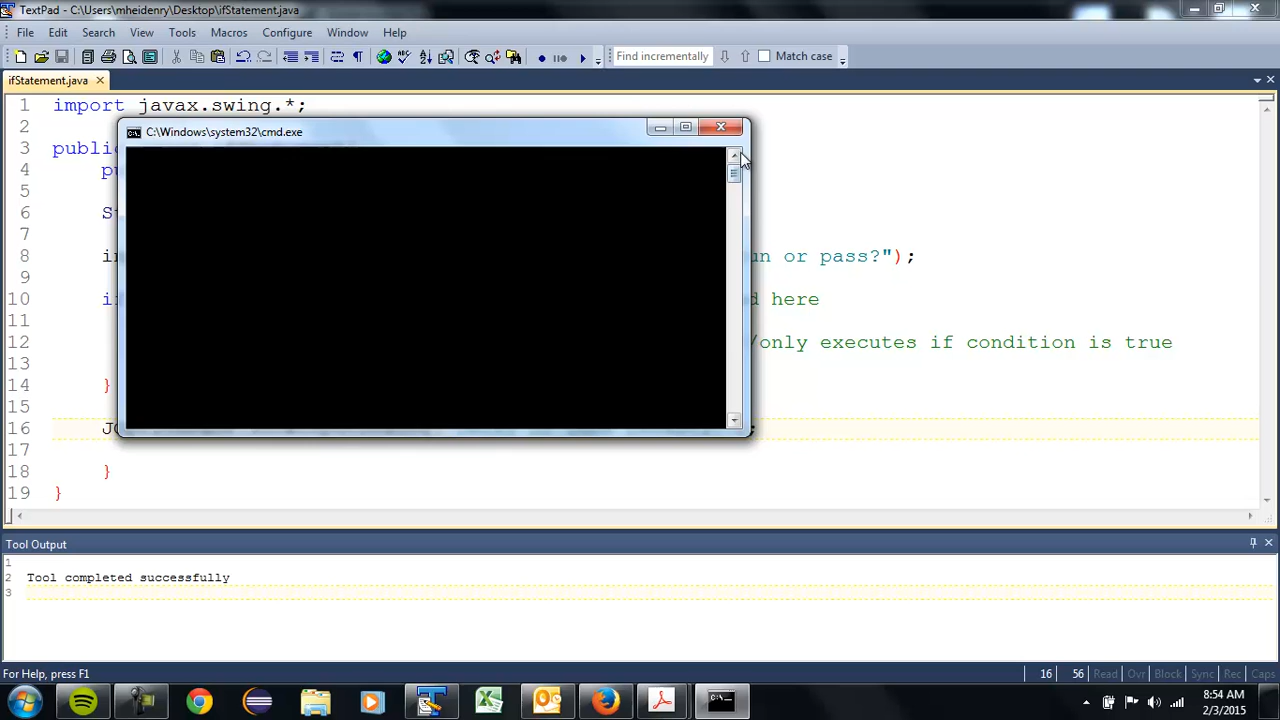 TextPad - C:\Users\mheidenry\Desktop\ifStatement.java
File Edit Search View Tools Macros Configure Window Help
Find incrementally Match case
ifStatement.java
1 import javax.swing.*;
2
3 publi
4 pu
5
6 St
7
8 in un or pass?");
9
10 if d here
11
12 /only executes if condition is true
13
14 }
15
16 JO ;
17
18 }
19 }
C:\Windows\system32\cmd.exe
Tool Output
1
2 Tool completed successfully
3
For Help, press F1
16 56 Read Ovr Block Sync Rec Caps
8:54 AM
2/3/2015